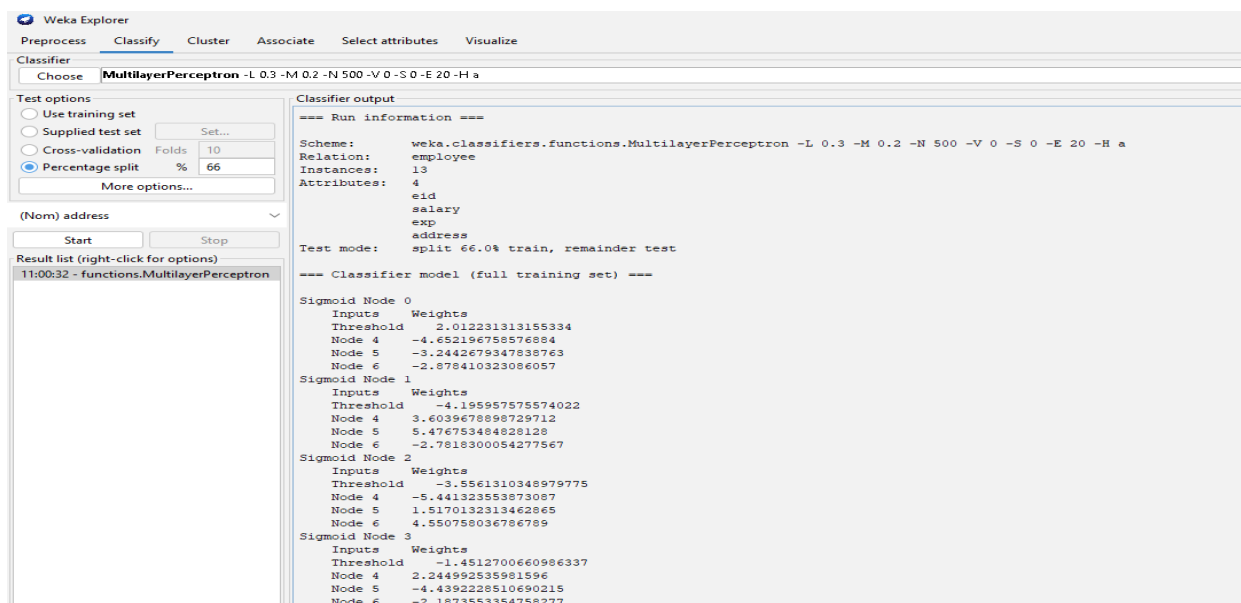 Weka Explorer
Preprocess Classify Cluster Associate Select attributes Visualize
Classifier
Choose MultilayerPerceptron -L 0.3 -M 0.2 -N 500 -V 0 -S 0 -E 20 -H a
Test options
Use training set
Supplied test set Set...
Cross-validation Folds 10
Percentage split % 66
More options...
(Nom) address
Start Stop
Result list (right-click for options)
11:00:32 - functions.MultilayerPerceptron
Classifier output
=== Run information ===
Scheme: weka.classifiers.functions.MultilayerPerceptron -L 0.3 -M 0.2 -N 500 -V 0 -S 0 -E 20 -H a
Relation: employee
Instances: 13
Attributes: 4
eid
salary
exp
address
Test mode: split 66.0% train, remainder test
=== Classifier model (full training set) ===
Sigmoid Node 0
Inputs Weights
Threshold 2.012231313155334
Node 4 -4.652196758576884
Node 5 -3.2442679347838763
Node 6 -2.878410323086057
Sigmoid Node 1
Inputs Weights
Threshold -4.195957575574022
Node 4 3.6039678898729712
Node 5 5.476753484828128
Node 6 -2.7818300054277567
Sigmoid Node 2
Inputs Weights
Threshold -3.5561310348979775
Node 4 -5.441323553873087
Node 5 1.5170132313462865
Node 6 4.550758036786789
Sigmoid Node 3
Inputs Weights
Threshold -1.4512700660986337
Node 4 2.244992535981596
Node 5 -4.4392228510690215
Node 6 -2.1873553354758277